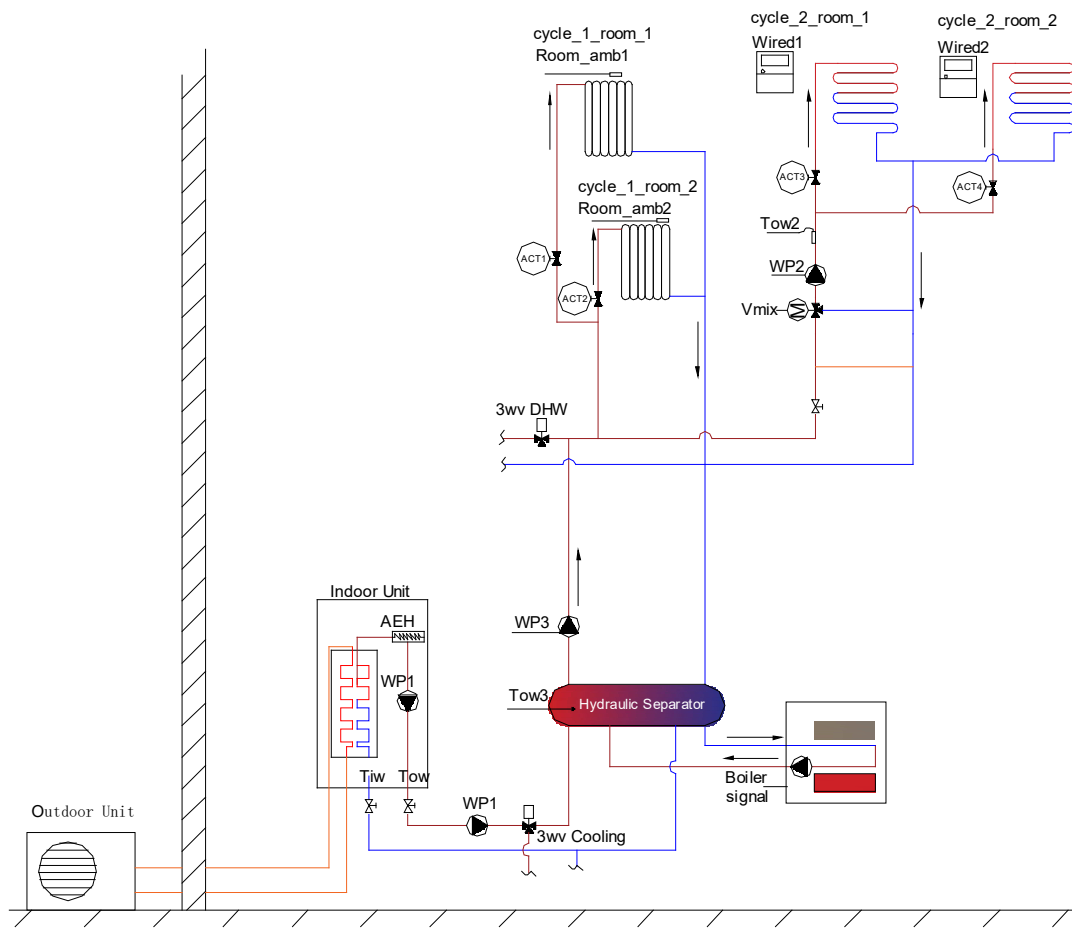 cycle_1_room_1
Room_amb1
cycle_2_room_1
Wired1
cycle_2_room_2
Wired2
cycle_1_room_2
Room_amb2
ACT1
ACT2
ACT3
ACT4
Tow2
WP2
Vmix
M
3wv DHW
Indoor Unit
AEH
WP1
Tiw
Tow
WP3
Tow3
Hydraulic Separator
Boiler
signal
WP1
3wv Cooling
Outdoor Unit